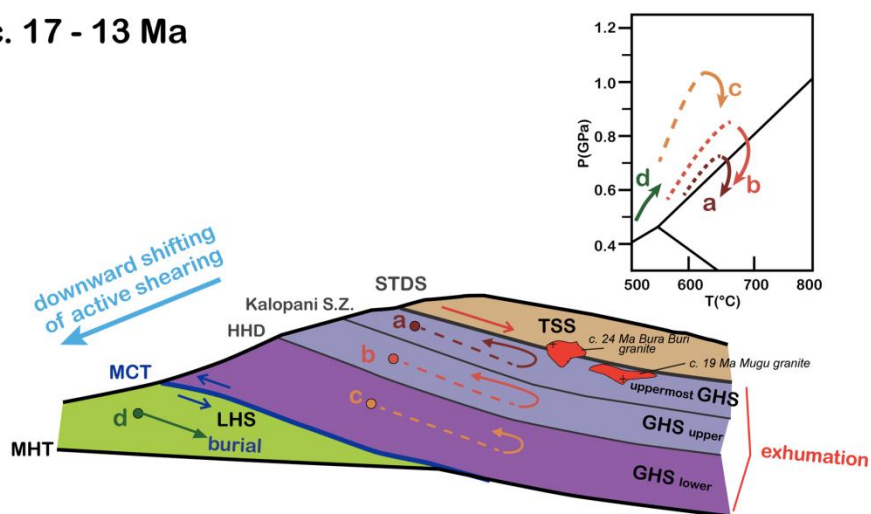 c. 17 - 13 Ma
1.2
1.0
0.8
0.6
0.4
P(GPa)
500 600 700 800
T(°C)
c
b
a
d
downward shifting
of active shearing
STDS
Kalopani S.Z.
HHD
MCT
MHT
a
b
c
d
TSS
c. 24 Ma Bura Buri
granite
c. 19 Ma Mugu granite
uppermost GHS
GHS upper
GHS lower
LHS
burial
exhumation